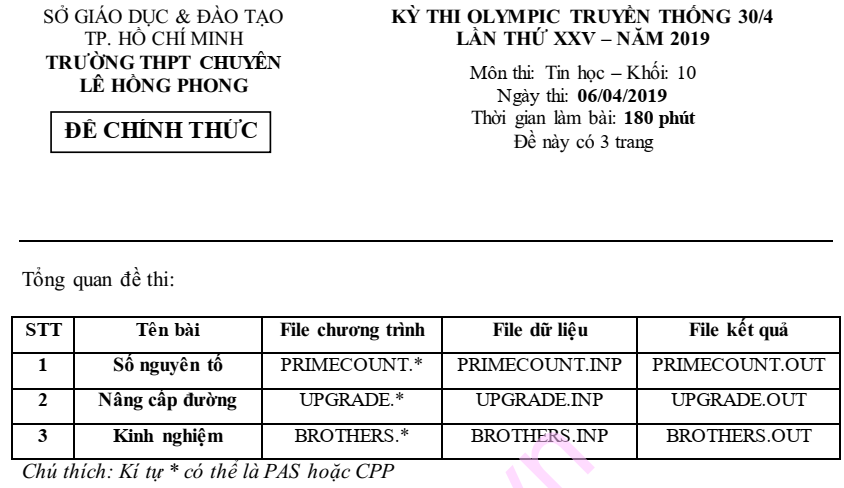 SỞ GIÁO DỤC & ĐÀO TẠO
TP. HỒ CHÍ MINH
TRƯỜNG THPT CHUYÊN
LÊ HỒNG PHONG
ĐỀ CHÍNH THỨC
KỲ THI OLYMPIC TRUYỀN THỐNG 30/4
LẦN THỨ XXV – NĂM 2019
Môn thi: Tin học – Khối: 10
Ngày thi: 06/04/2019
Thời gian làm bài: 180 phút
Đề này có 3 trang
Tổng quan đề thi:
STT Tên bài File chương trình File dữ liệu File kết quả
1 Số nguyên tố PRIMECOUNT.* PRIMECOUNT.INP PRIMECOUNT.OUT
2 Nâng cấp đường UPGRADE.* UPGRADE.INP UPGRADE.OUT
3 Kinh nghiệm BROTHERS.* BROTHERS.INP BROTHERS.OUT
Chú thích: Kí tự * có thể là PAS hoặc CPP
vn